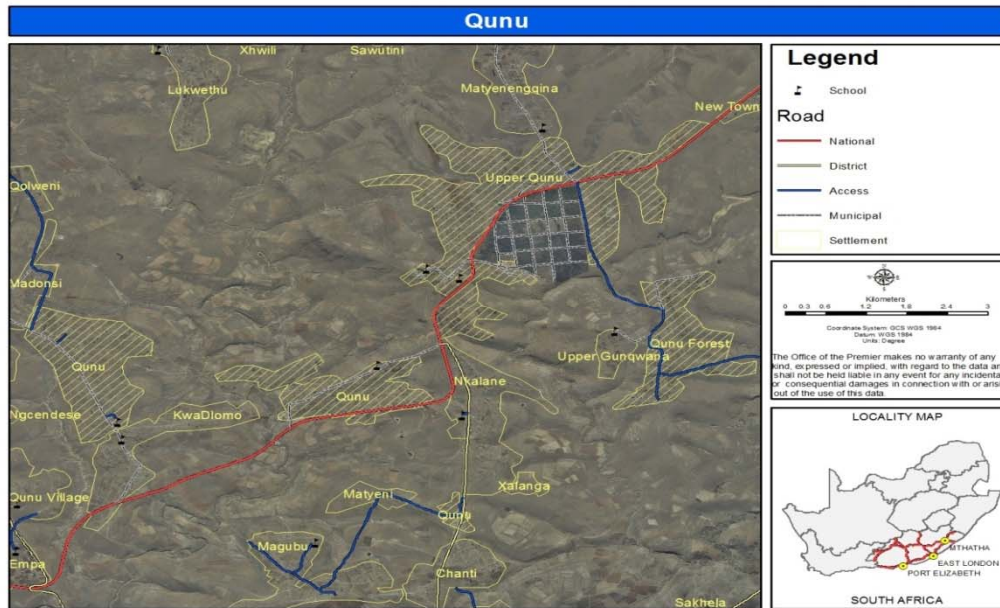 Qunu
Xhwili
Sawutini
Lukwethu
Matyenengqina
New Town
Qolweni
Upper Qunu
Madonsi
Qunu
Upper Gunqwana
Qunu Forest
Nkalane
Qunu
Ngcendese
KwaDlomo
Qunu Village
Matyeni
Xalanga
Qunu
Magubu
Empa
Chanti
Sakhela
Legend
School
Road
National
District
Access
Municipal
Settlement
Kilometers
0 0.3 0.6 1.2 1.8 2.4 3
Coordinate System: GCS WGS 1984
Datum: WGS 1984
Units: Degree
The Office of the Premier makes no warranty of any
kind, expressed or implied, with regard to the data an
shall not be held liable in any event for any incidenta
or consequential damages in connection with or arisi
out of the use of this data.
LOCALITY MAP
MTHATHA
EAST LONDON
PORT ELIZABETH
SOUTH AFRICA